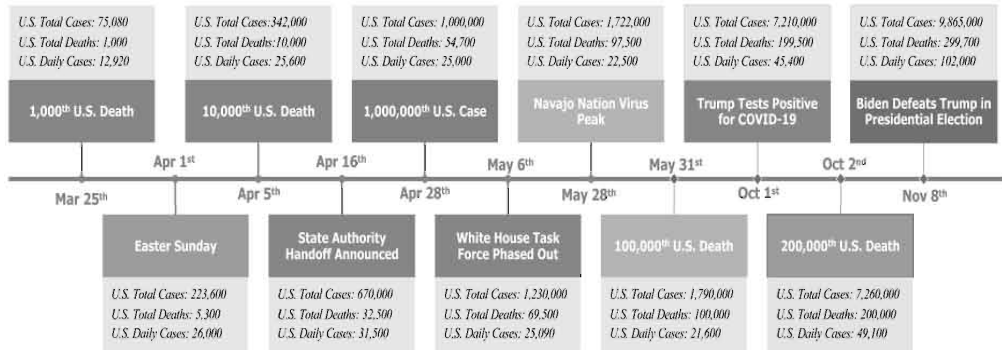 U.S. Total Cases: 75,080
U.S. Total Deaths: 1,000
U.S. Daily Cases: 12,920
1,000th U.S. Death
U.S. Total Cases:342,000
U.S. Total Deaths:10,000
U.S. Daily Cases: 25,600
10,000th U.S. Death
U.S. Total Cases: 1,000,000
U.S. Total Deaths: 54,700
U.S. Daily Cases: 25,000
1,000,000th U.S. Case
U.S. Total Cases: 1,722,000
U.S. Total Deaths: 97,500
U.S. Daily Cases: 22,500
Navajo Nation Virus
Peak
U.S. Total Cases: 7,210,000
U.S. Total Deaths: 199,500
U.S. Daily Cases: 45,400
Trump Tests Positive
for COVID-19
U.S. Total Cases: 9,865,000
U.S. Total Deaths: 299,700
U.S. Daily Cases: 102,000
Biden Defeats Trump in
Presidential Election
Apr 1st
Apr 16th
May 6th
May 31st
Oct 2nd
Mar 25th
Apr 5th
Apr 28th
May 28th
Oct 1st
Nov 8th
Easter Sunday
U.S. Total Cases: 223,600
U.S. Total Deaths: 5,300
U.S. Daily Cases: 26,000
State Authority
Handoff Announced
U.S. Total Cases: 670,000
U.S. Total Deaths: 32,500
U.S. Daily Cases: 31,500
White House Task
Force Phased Out
U.S. Total Cases: 1,230,000
U.S. Total Deaths: 69,500
U.S. Daily Cases: 25,090
100,000th U.S. Death
U.S. Total Cases: 1,790,000
U.S. Total Deaths: 100,000
U.S. Daily Cases: 21,600
200,000th U.S. Death
U.S. Total Cases: 7,260,000
U.S. Total Deaths: 200,000
U.S. Daily Cases: 49,100